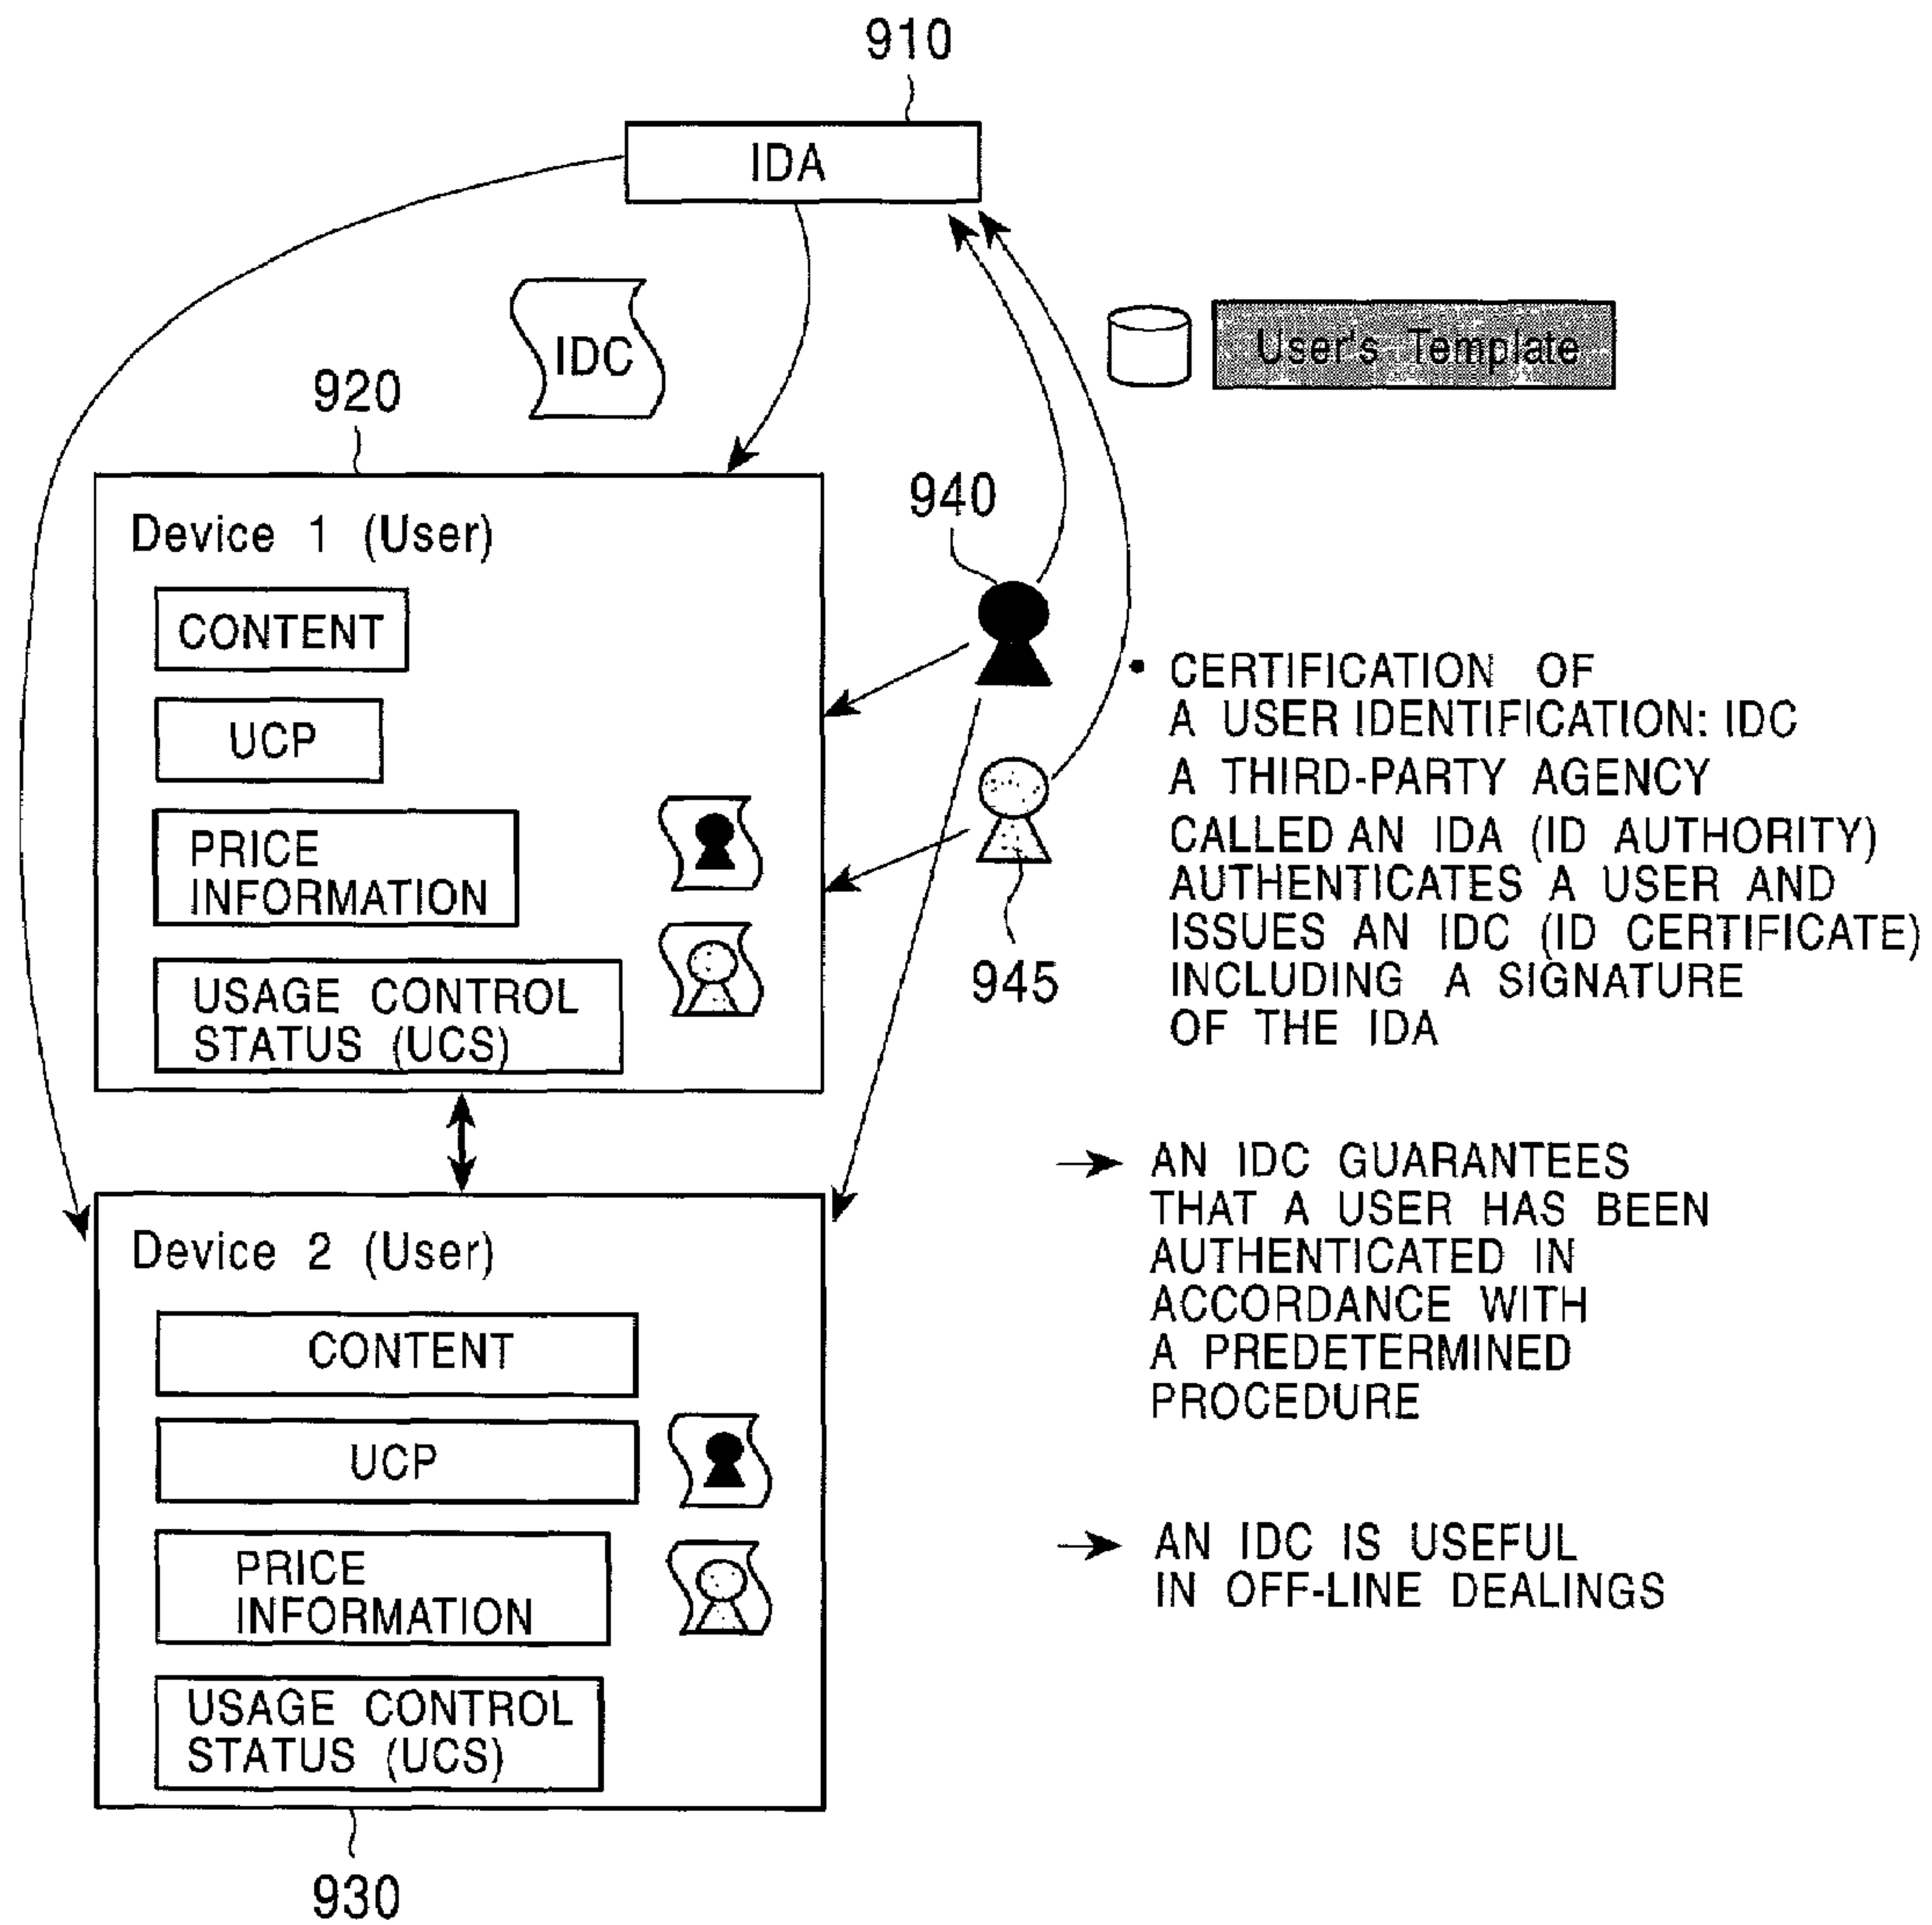 910
IDA
IDC
User's Template
920
Device 1 (User)
CONTENT
UCP
PRICE
INFORMATION
USAGE CONTROL
STATUS (UCS)
940
945
• CERTIFICATION OF
A USER IDENTIFICATION: IDC
A THIRD-PARTY AGENCY
CALLED AN IDA (ID AUTHORITY)
AUTHENTICATES A USER AND
ISSUES AN IDC (ID CERTIFICATE)
INCLUDING A SIGNATURE
OF THE IDA
→ AN IDC GUARANTEES
THAT A USER HAS BEEN
AUTHENTICATED IN
ACCORDANCE WITH
A PREDETERMINED
PROCEDURE
→ AN IDC IS USEFUL
IN OFF-LINE DEALINGS
Device 2 (User)
CONTENT
UCP
PRICE
INFORMATION
USAGE CONTROL
STATUS (UCS)
930